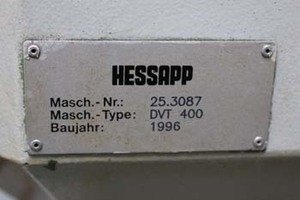 HESSAPP
Masch.-Nr.: 25.3087
Masch.-Type: DVT 400
Baujahr: 1996